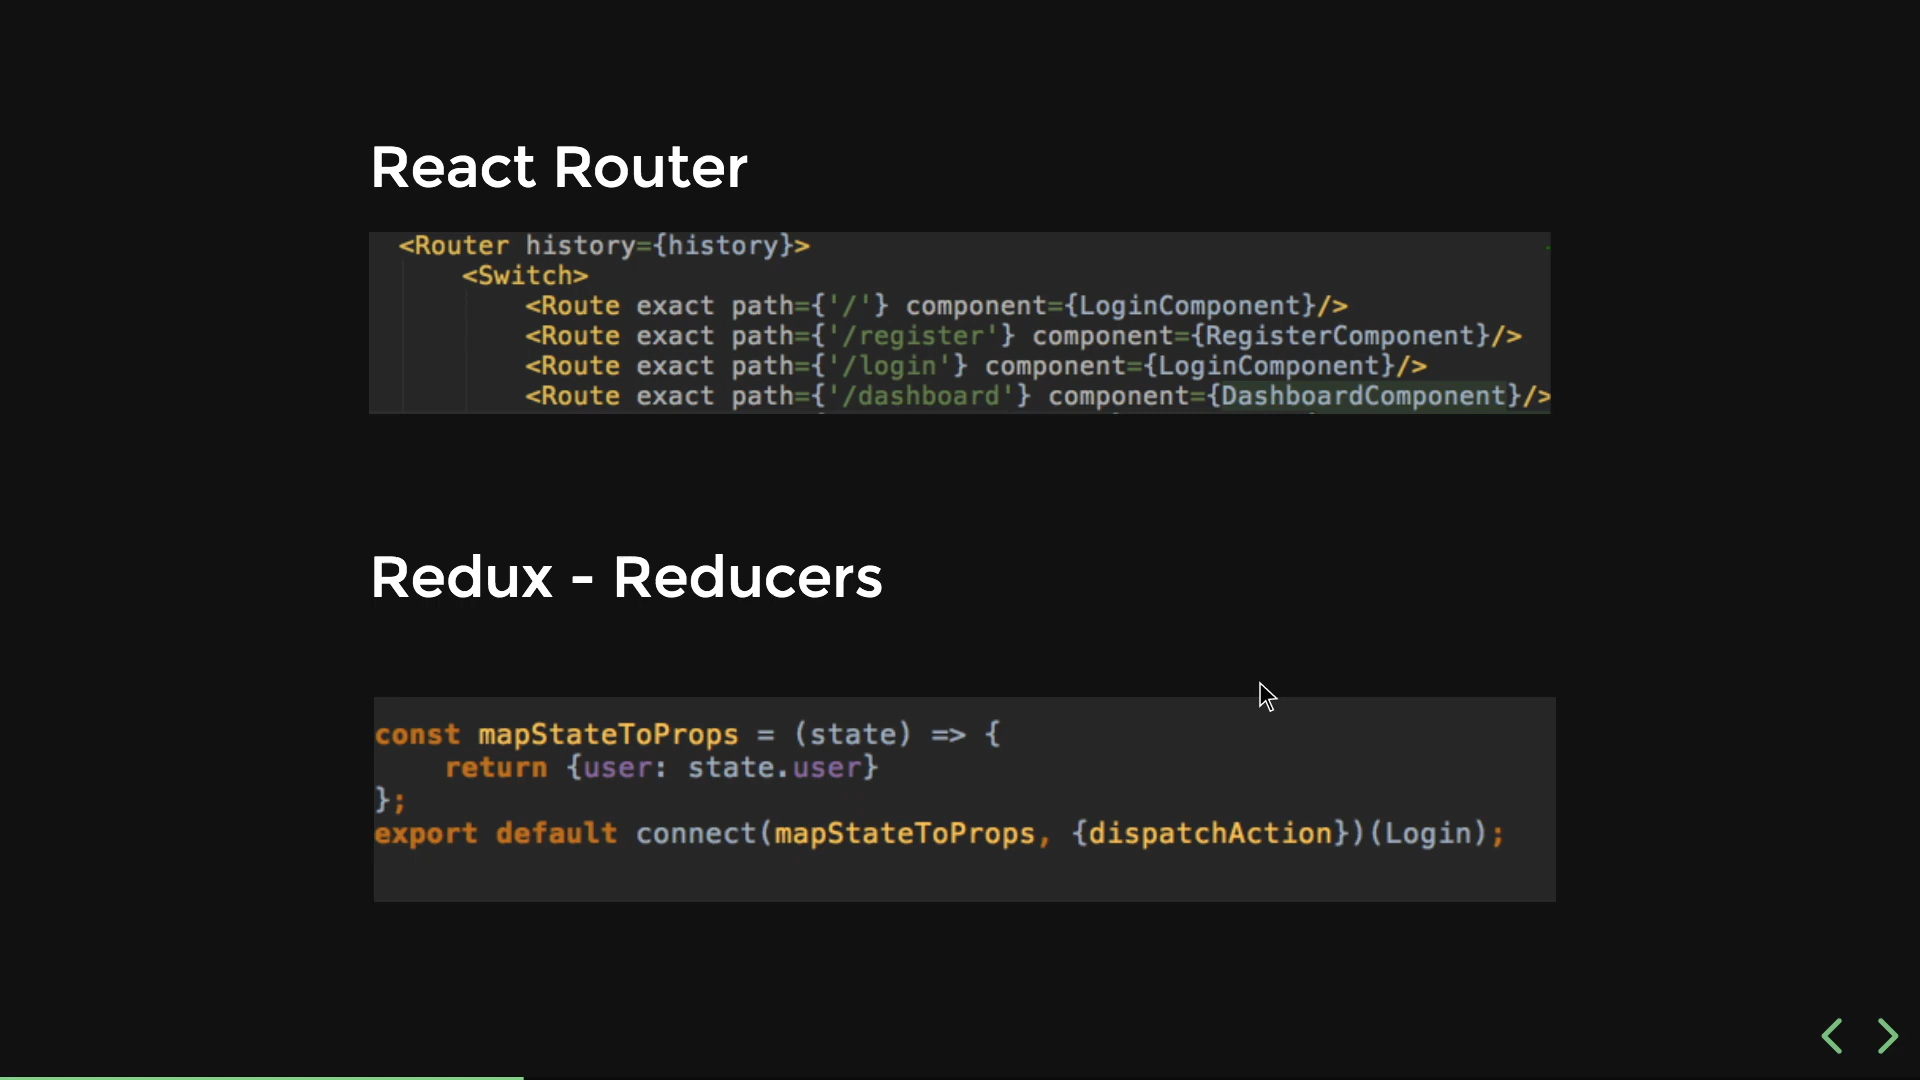 React Router
<Router history={history}>
<Switch>
<Route exact path={'/'} component={LoginComponent}/>
<Route exact path={'/register'} component={RegisterComponent}/>
<Route exact path={'/login'} component={LoginComponent}/>
<Route exact path={'/dashboard'} component={DashboardComponent}/>
Redux - Reducers
const mapStateToProps = (state) => {
return {user: state.user}
};
export default connect(mapStateToProps, {dispatchAction})(Login);